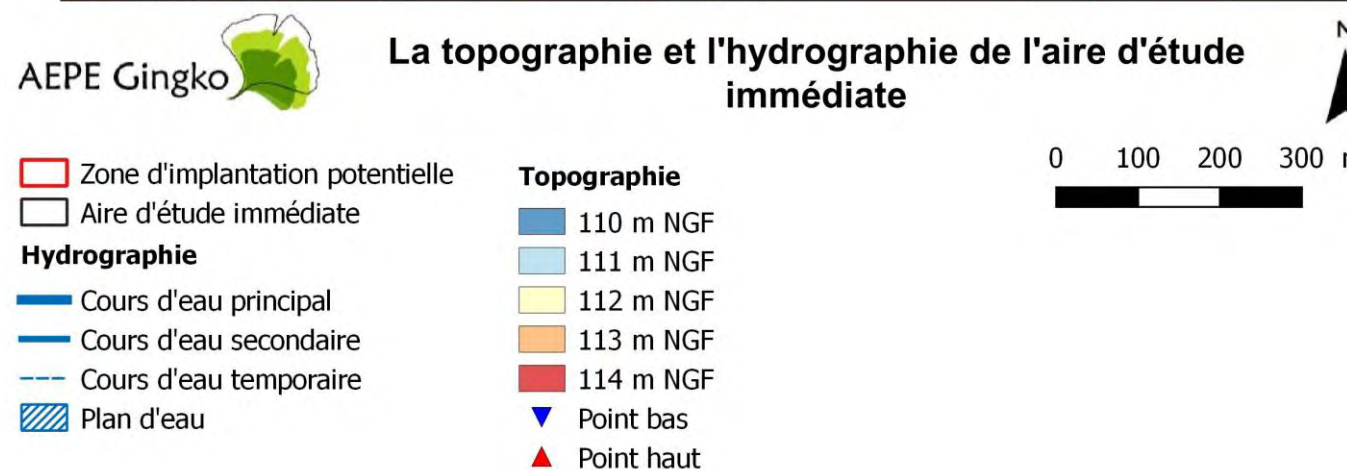 AEPE Gingko
La topographie et l'hydrographie de l'aire d'étude
immédiate
N
0 100 200 300 m
Zone d'implantation potentielle
Aire d'étude immédiate
Hydrographie
Cours d'eau principal
Cours d'eau secondaire
Cours d'eau temporaire
Plan d'eau
Topographie
110 m NGF
111 m NGF
112 m NGF
113 m NGF
114 m NGF
Point bas
Point haut